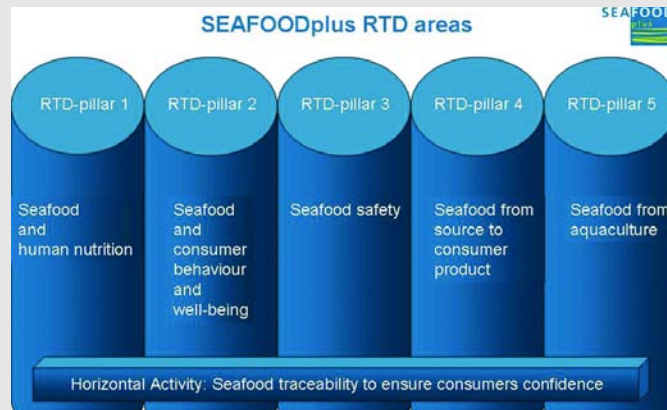 SEAFOODplus RTD areas
SEAFOOD
plus
RTD-pillar 1
RTD-pillar 2
RTD-pillar 3
RTD-pillar 4
RTD-pillar 5
Seafood
and
human nutrition
Seafood
and
consumer
behaviour
and
well-being
Seafood safety
Seafood from
source to
consumer
product
Seafood from
aquaculture
Horizontal Activity: Seafood traceability to ensure consumers confidence